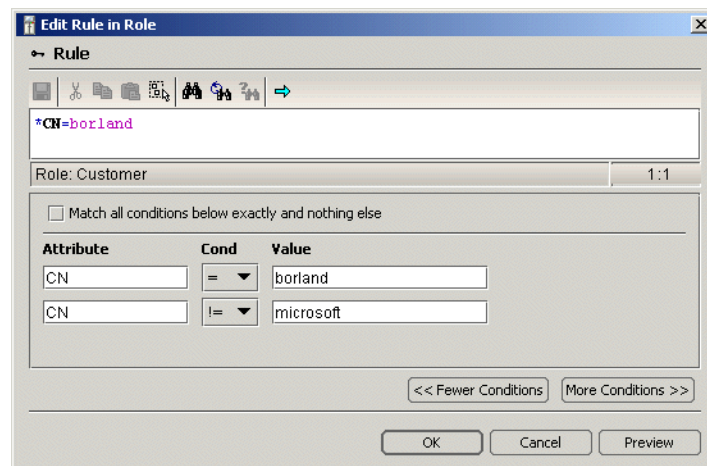 Edit Rule in Role
Rule
*CN=borland
Role: Customer 1:1
Match all conditions below exactly and nothing else
Attribute Cond Value
CN = borland
CN != microsoft
<< Fewer Conditions More Conditions >>
OK Cancel Preview